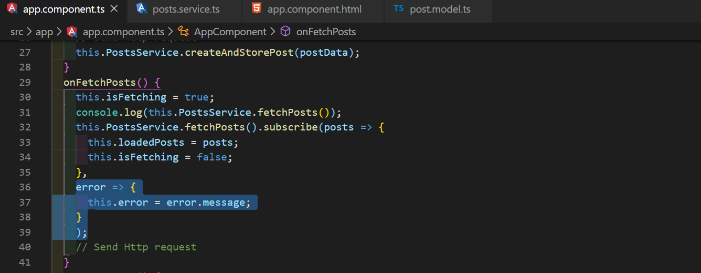 app.component.ts × posts.service.ts app.component.html TS post.model.ts
src > app > app.component.ts > AppComponent > onFetchPosts
27 this.PostsService.createAndStorePost(postData);
28 }
29 onFetchPosts() {
30 this.isFetching = true;
31 console.log(this.PostsService.fetchPosts());
32 this.PostsService.fetchPosts().subscribe(posts => {
33 this.loadedPosts = posts;
34 this.isFetching = false;
35 },
36 error => {
37 this.error = error.message;
38 }
39 );
40 // Send Http request
41 }